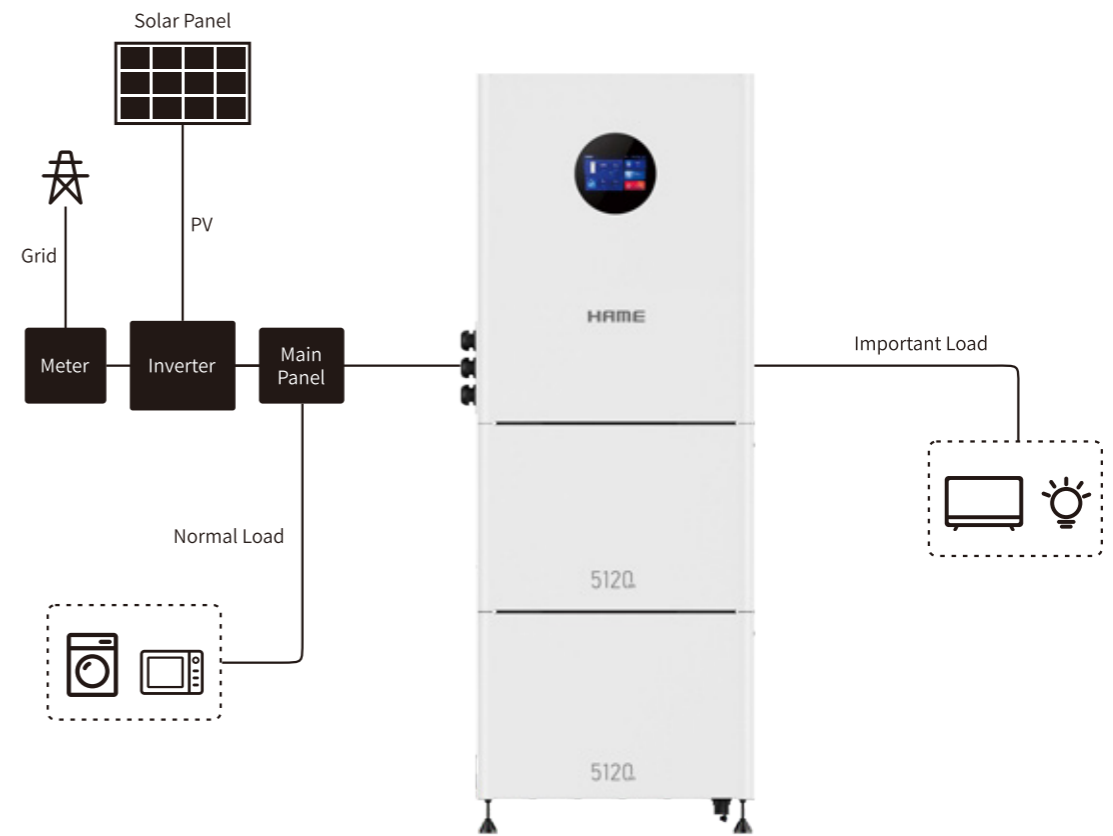 Solar Panel
PV
Grid
Meter
Inverter
Main
Panel
HAME
Important Load
Normal Load
5120
5120